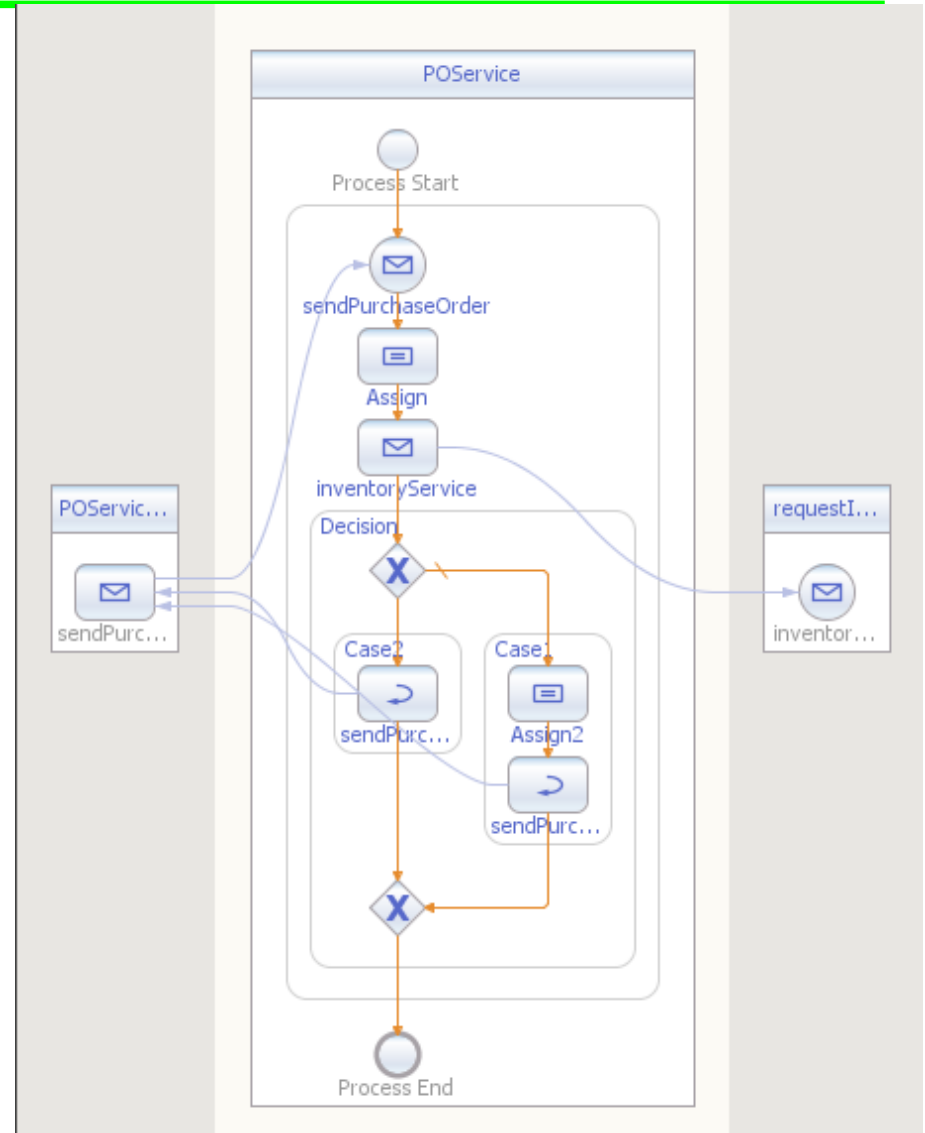 POService
Process Start
sendPurchaseOrder
Assign
inventoryService
POServic...
sendPurc...
requestI...
inventor...
Decision
X
Case2
sendPurc...
Case1
Assign2
sendPurc...
X
Process End